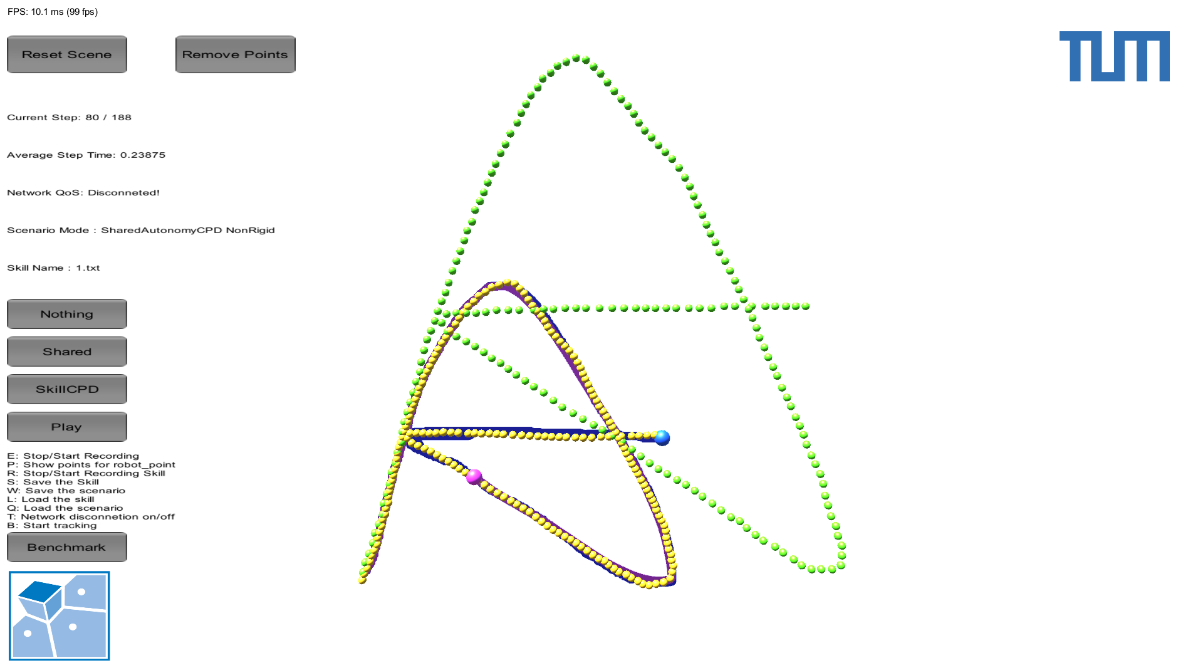 FPS: 10.1 ms (99 fps)
Reset Scene
Remove Points
TUM
Current Step: 80 / 188
Average Step Time: 0.23875
Network QoS: Disconneted!
Scenario Mode : SharedAutonomyCPD NonRigid
Skill Name : 1.txt
Nothing
Shared
SkillCPD
Play
E: Stop/Start Recording
P: Show points for robot_point
R: Stop/Start Recording Skill
S: Save the Skill
W: Save the scenario
L: Load the skill
Q: Load the scenario
T: Network disconnetion on/off
B: Start tracking
Benchmark